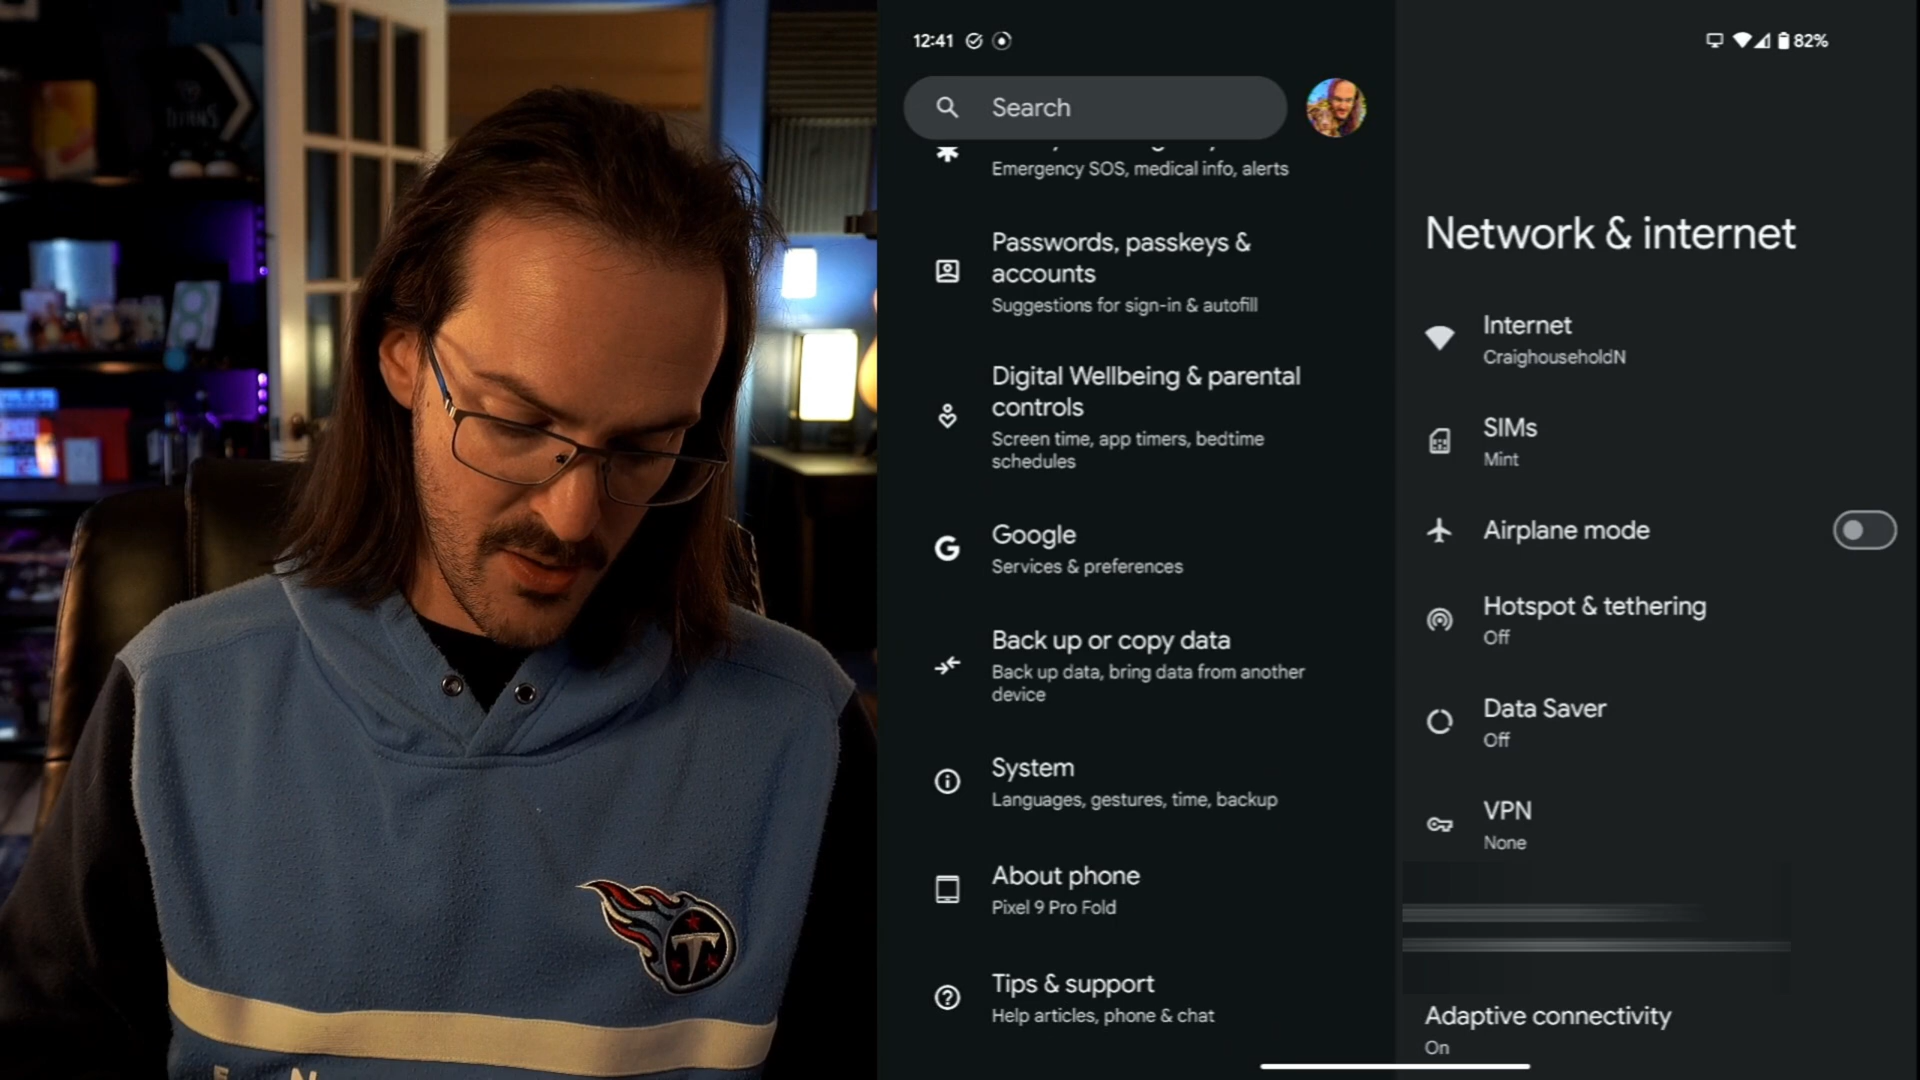 TITANS
12:41
82%
Search
Emergency SOS, medical info, alerts
Passwords, passkeys &
accounts
Suggestions for sign-in & autofill
Digital Wellbeing & parental
controls
Screen time, app timers, bedtime
schedules
Google
Services & preferences
Back up or copy data
Back up data, bring data from another
device
System
Languages, gestures, time, backup
About phone
Pixel 9 Pro Fold
Tips & support
Help articles, phone & chat
Network & internet
Internet
CraighouseholdN
SIMs
Mint
Airplane mode
Hotspot & tethering
Off
Data Saver
Off
VPN
None
Adaptive connectivity
On
T